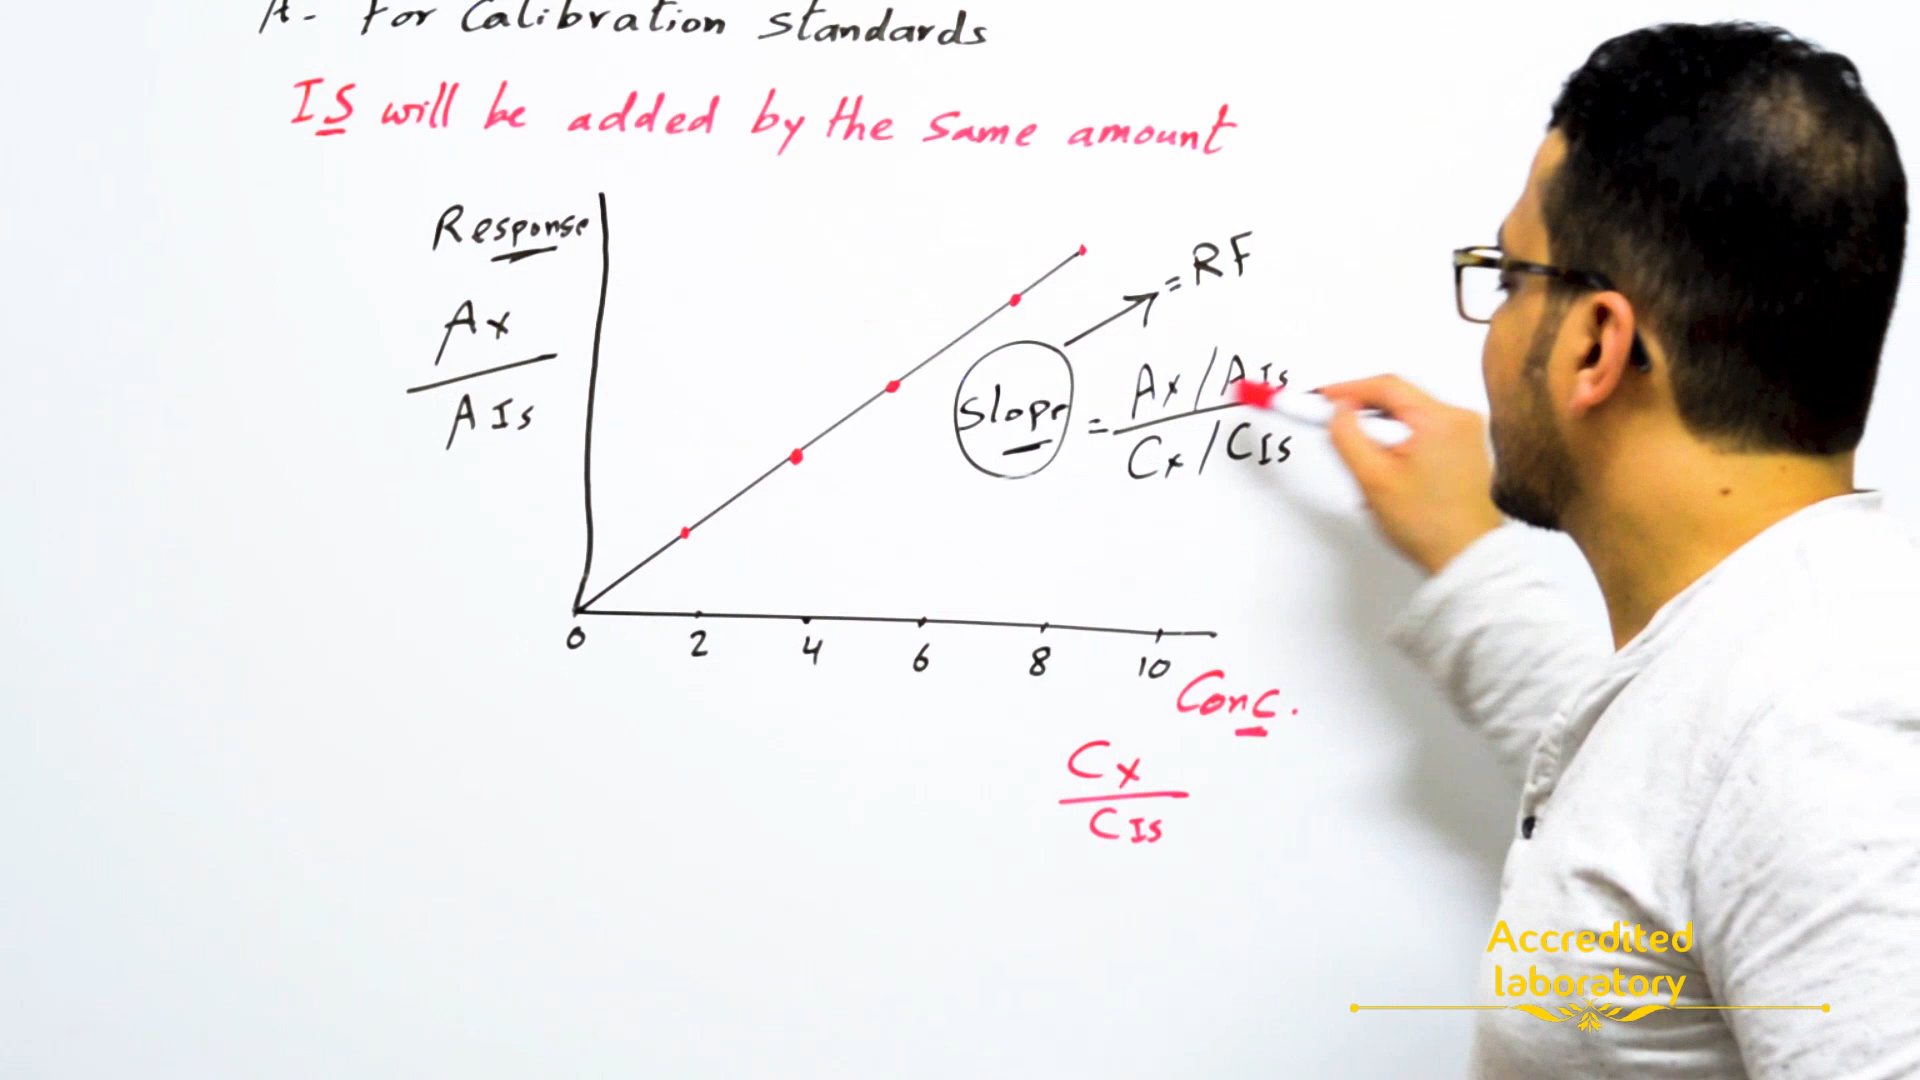 A- For Calibration Standards
IS will be added by the same amount
Response
Ax
AIs
= RF
Slope = Ax/AIs
Cx/CIs
0 2 4 6 8 10
Conc.
Cx
CIs
Accredited
laboratory